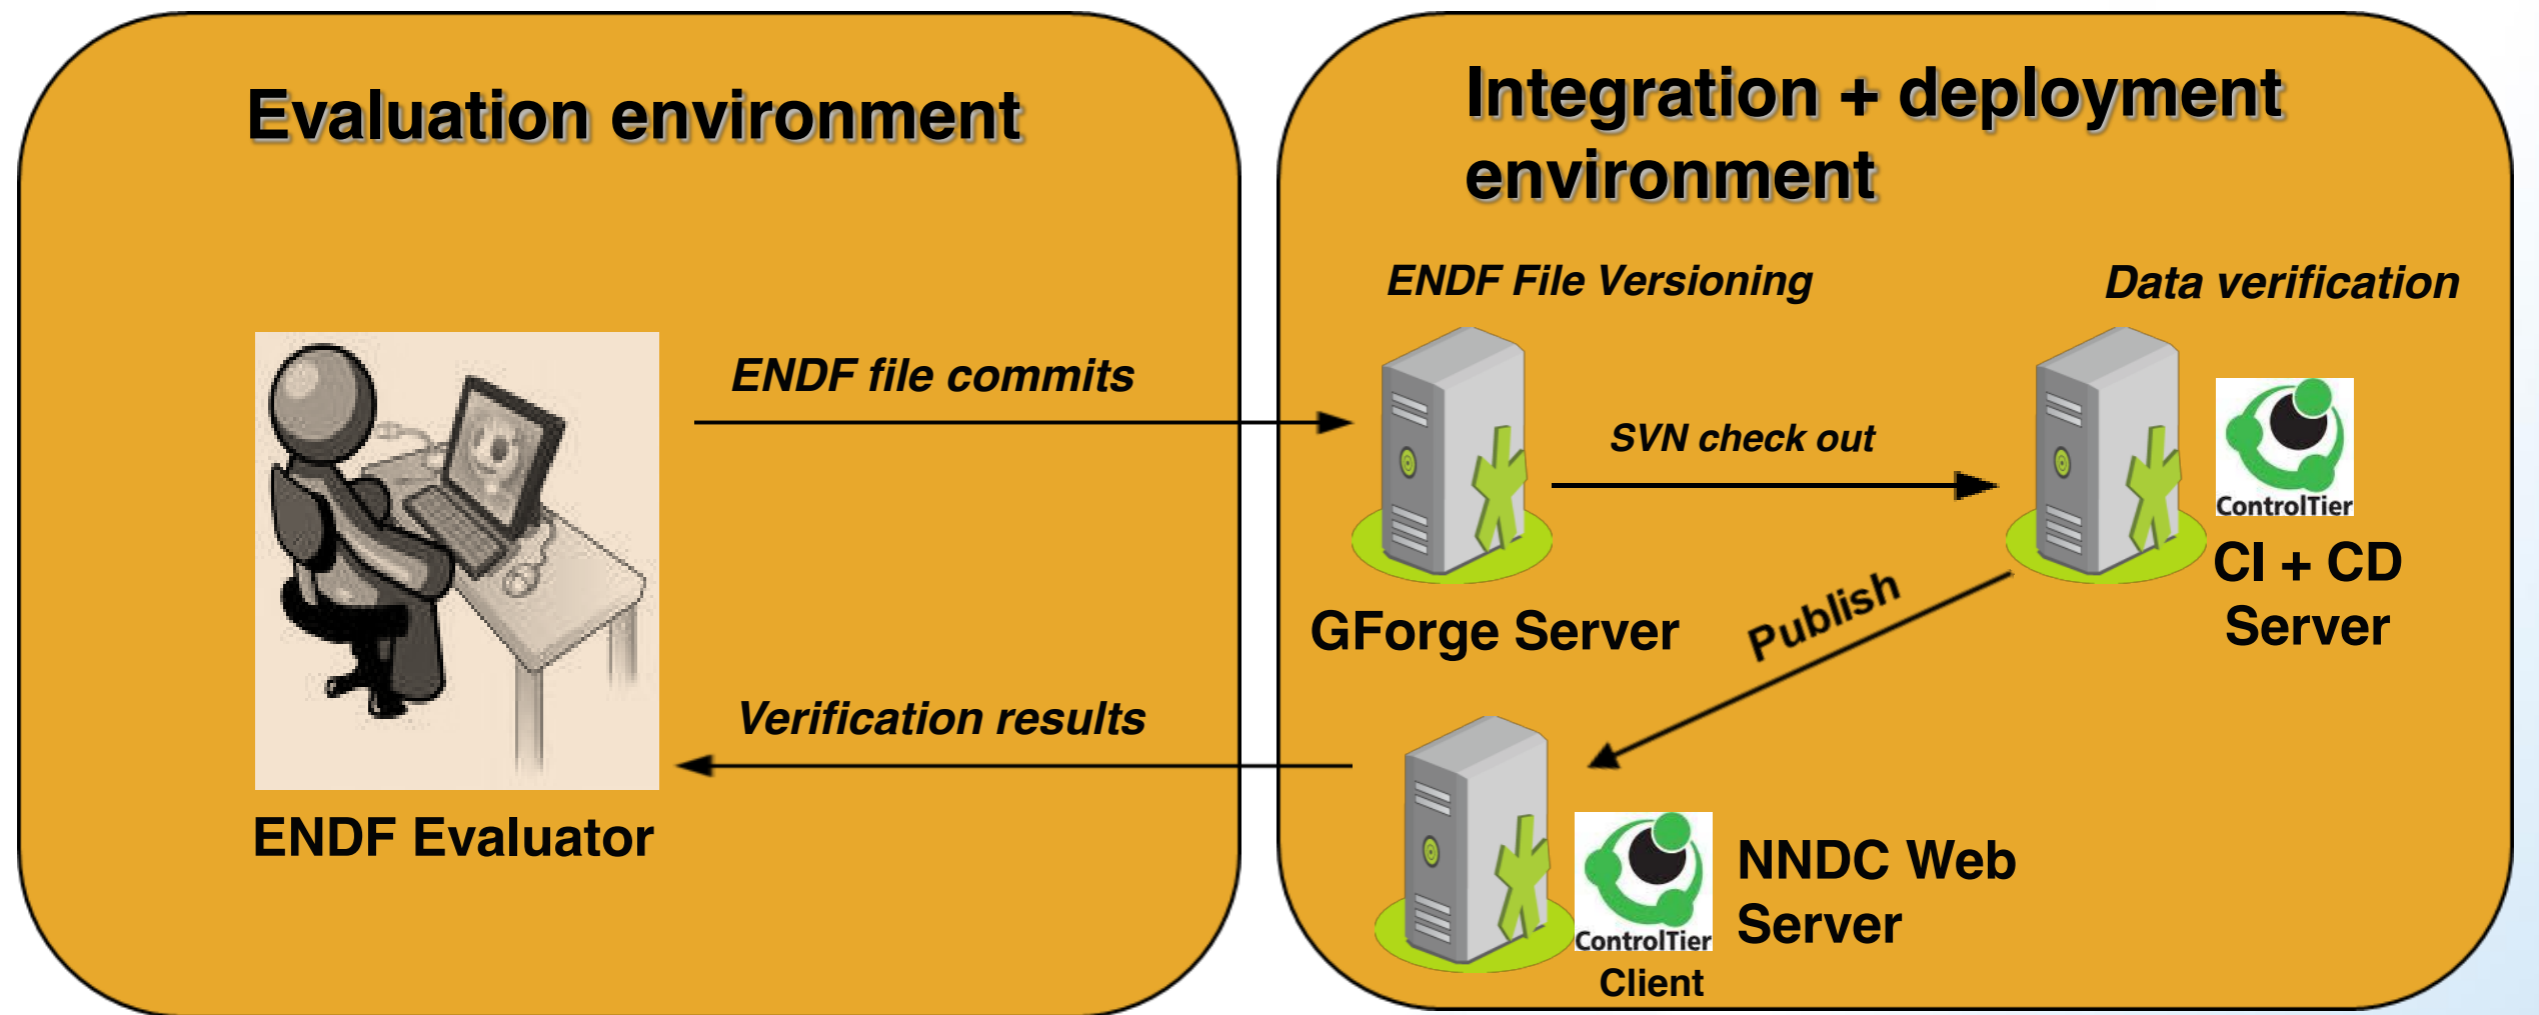 Evaluation environment
Integration + deployment
environment
ENDF File Versioning
Data verification
ENDF file commits
SVN check out
ControlTier
CI + CD
Server
GForge Server
Publish
Verification results
ENDF Evaluator
NNDC Web
Server
ControlTier
Client